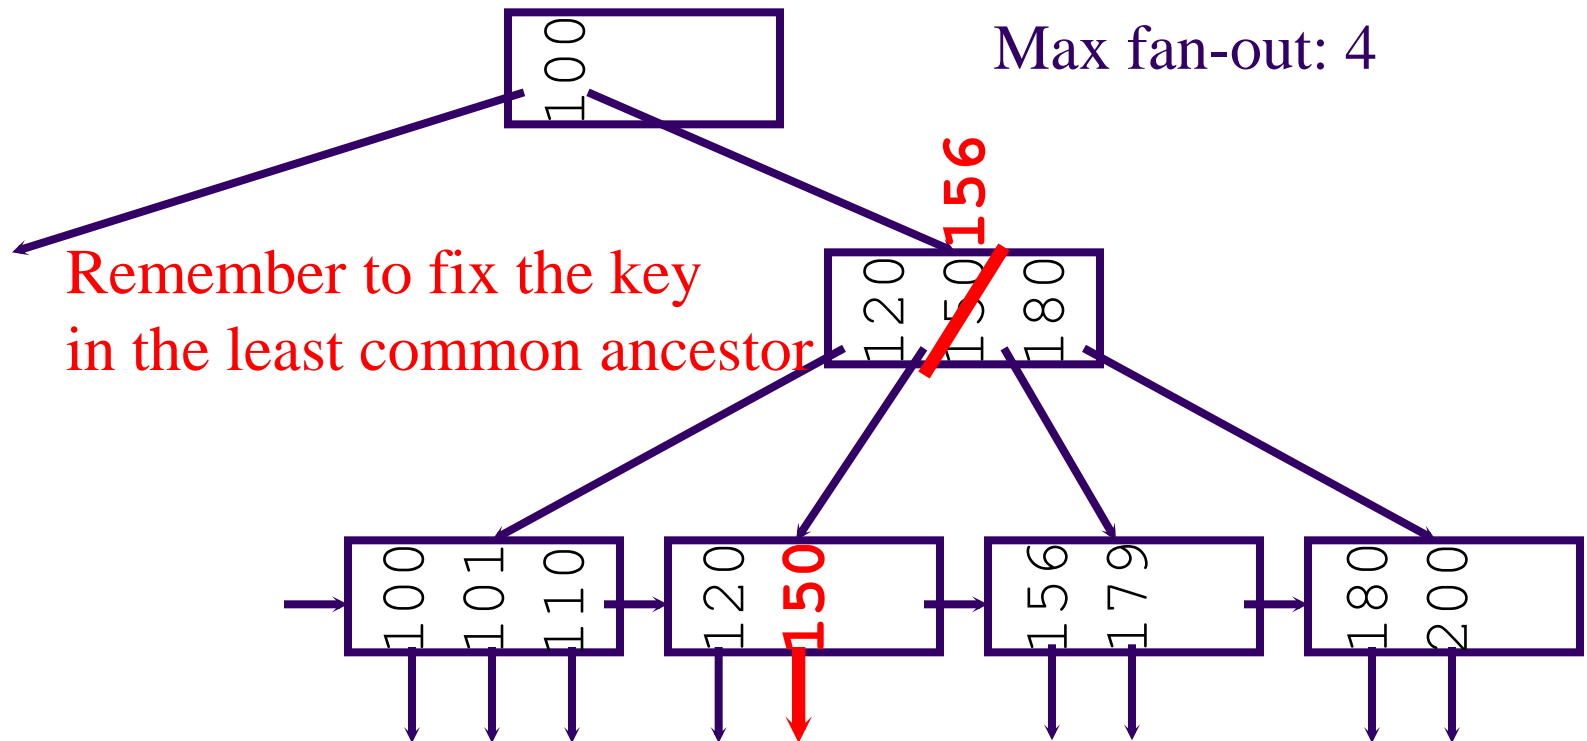 100
Max fan-out: 4
156
Remember to fix the key
in the least common ancestor
120 150 180
100 101 110
120 150
156 179
180 200